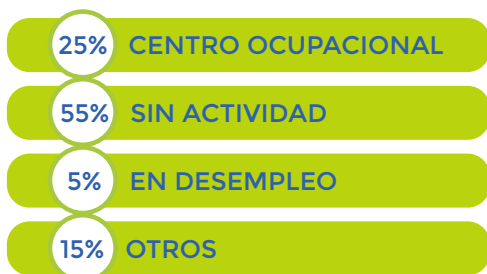 25% CENTRO OCUPACIONAL
55% SIN ACTIVIDAD
5% EN DESEMPLEO
15% OTROS